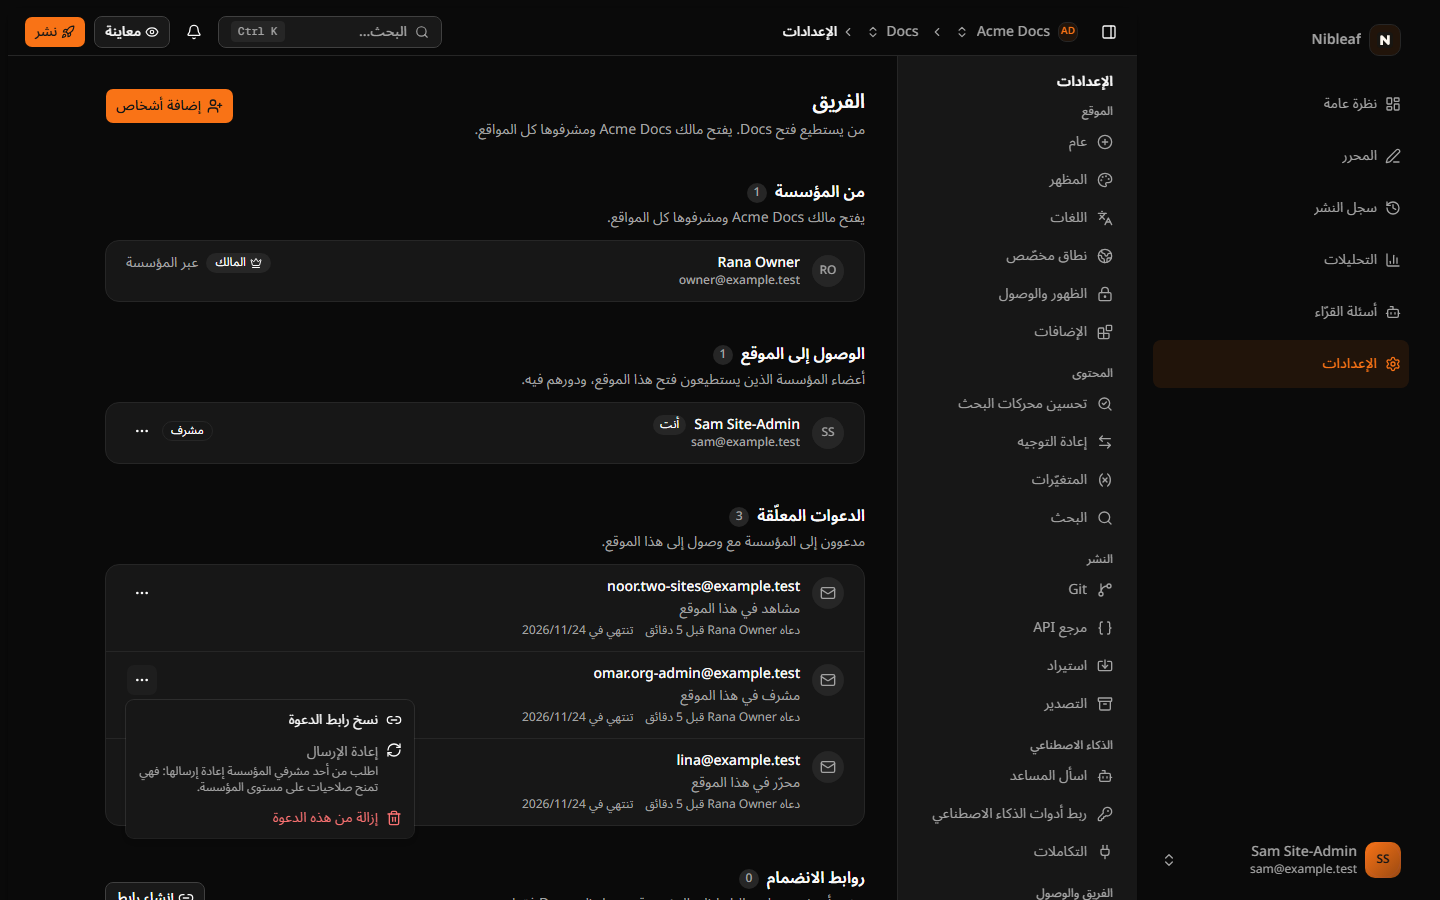 Nibleaf
N
نظرة عامة
المحرر
سجل النشر
التحليلات
أسئلة القرّاء
الإعدادات
Sam Site-Admin
sam@example.test
SS
AD Acme Docs
Docs
الإعدادات
البحث...
Ctrl K
معاينة
نشر
الإعدادات
الموقع
عام
المظهر
اللغات
نطاق مخصّص
الظهور والوصول
الإضافات
المحتوى
تحسين محركات البحث
إعادة التوجيه
المتغيّرات
البحث
النشر
Git
مرجع API
استيراد
التصدير
الذكاء الاصطناعي
اسأل المساعد
ربط أدوات الذكاء الاصطناعي
التكاملات
الفريق والوصول
الفريق
إضافة أشخاص
من يستطيع فتح Docs. يفتح مالك Acme Docs ومشرفوها كل المواقع.
من المؤسسة 1
يفتح مالك Acme Docs ومشرفوها كل المواقع.
RO
Rana Owner
owner@example.test
المالك
عبر المؤسسة
الوصول إلى الموقع 1
أعضاء المؤسسة الذين يستطيعون فتح هذا الموقع، ودورهم فيه.
SS
Sam Site-Admin
أنت
sam@example.test
مشرف
الدعوات المعلّقة 3
مدعوون إلى المؤسسة مع وصول إلى هذا الموقع.
noor.two-sites@example.test
مشاهد في هذا الموقع
دعاه Rana Owner قبل 5 دقائق تنتهي في 2026/11/24
omar.org-admin@example.test
مشرف في هذا الموقع
دعاه Rana Owner قبل 5 دقائق تنتهي في 2026/11/24
lina@example.test
محرّر في هذا الموقع
دعاه Rana Owner قبل 5 دقائق تنتهي في 2026/11/24
نسخ رابط الدعوة
إعادة الإرسال
اطلب من أحد مشرفي المؤسسة إعادة إرسالها: فهي
تمنح صلاحيات على مستوى المؤسسة.
إزالة من هذه الدعوة
روابط الانضمام 0
إنشاء رابط